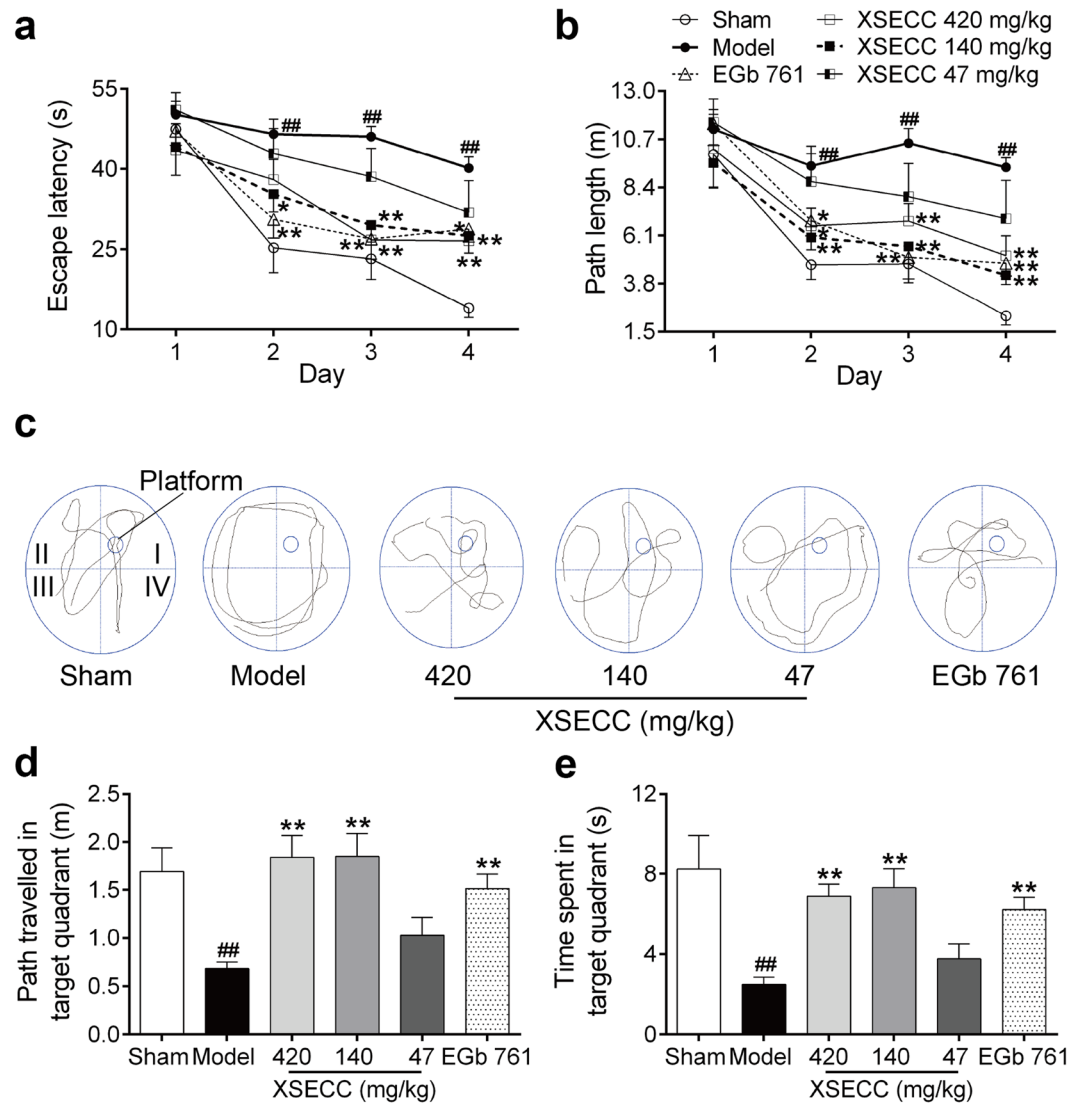 a
b
Sham
Model
EGb 761
XSECC 420 mg/kg
XSECC 140 mg/kg
XSECC 47 mg/kg
Escape latency (s)
55
40
25
10
##
##
##
*
**
**
**
**
*
**
**
1 2 3 4
Day
Path length (m)
13.0
10.7
8.4
6.1
3.8
1.5
##
##
##
*
*
**
**
**
**
**
**
**
1 2 3 4
Day
c
Platform
II I
III IV
Sham Model 420 140 47 EGb 761
XSECC (mg/kg)
d
Path travelled in
target quadrant (m)
2.5
2.0
1.5
1.0
0.5
0.0
##
**
**
**
Sham Model 420 140 47 EGb 761
XSECC (mg/kg)
e
Time spent in
target quadrant (s)
12
8
4
0
##
**
**
**
Sham Model 420 140 47 EGb 761
XSECC (mg/kg)